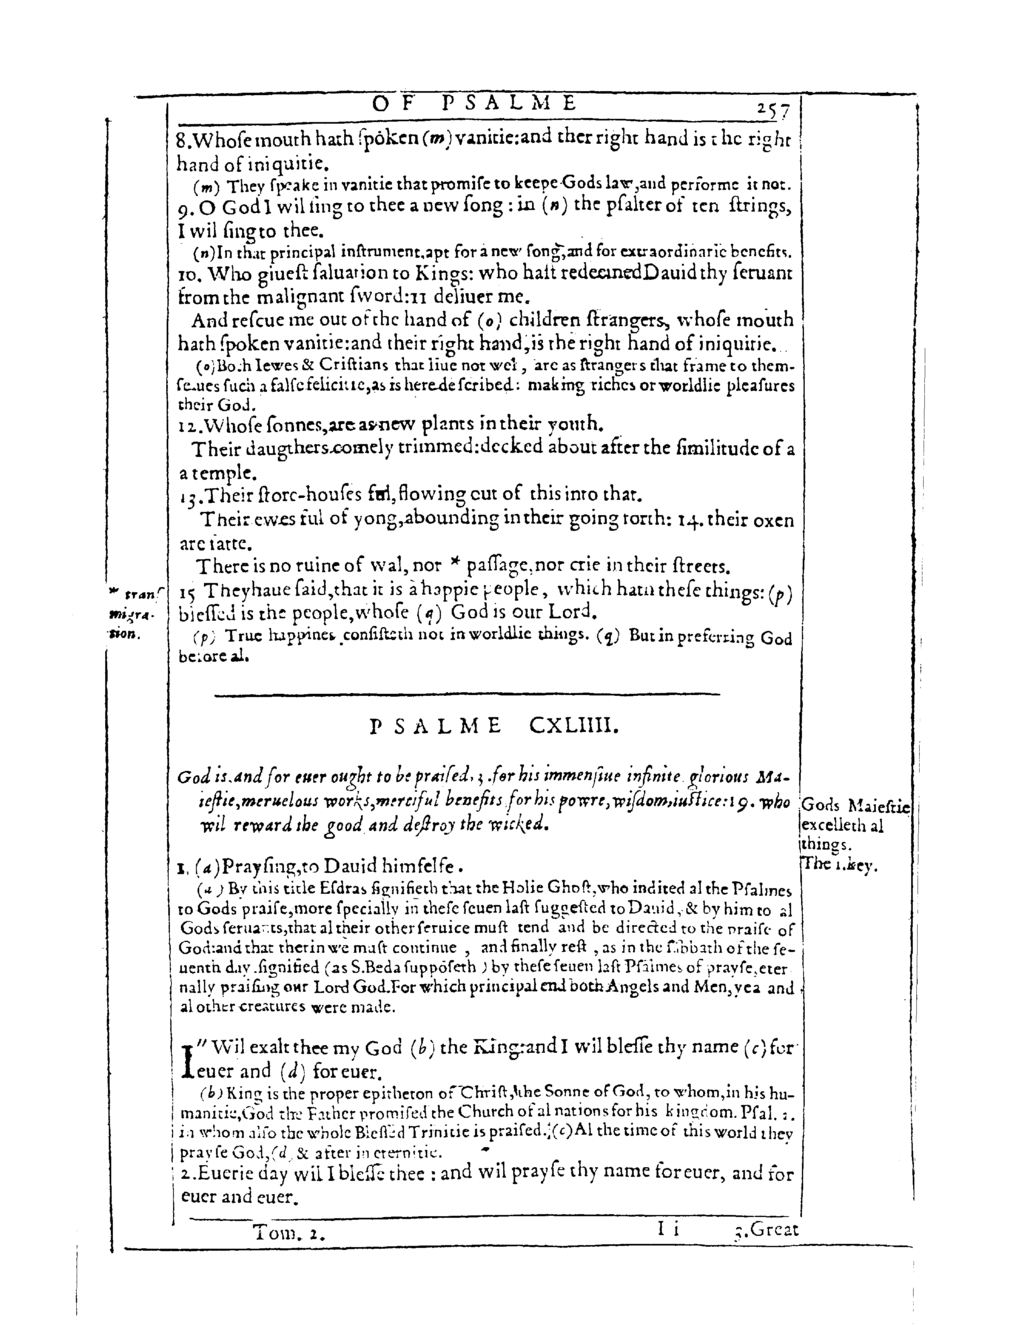 OF PSALME 257
8.Whoſe mouth hath ſpoken (m) vanitie:and ther right hand is the right
hand of iniquitie.
(m) They ſpeake in vanitie that promiſe to keepe Gods law,and performe it not.
9.O God I wil ſing to thee a new ſong : in (n) the pſalter of ten ſtrings,
I wil ſing to thee.
(n)In that principal inſtrument,apt for a new ſong,and for extraordinarie benefits.
10. Who giueſt ſaluation to Kings: who haſt redeemed Dauid thy ſeruant
from the malignant ſword:11 deliuer me.
And reſcue me out of the hand of (o) children ſtrangers, whoſe mouth
hath ſpoken vanitie:and their right hand,is the right hand of iniquitie.
(o)Both Iewes & Criſtians that liue not wel, are as ſtrangers that frame to them-
ſelues ſuch a falſe felicitie,as is here deſcribed: making riches or worldlie pleaſures
their God.
12.Whoſe ſonnes,are as new plants in their youth.
Their daugthers comely trimmed:decked about after the ſimilitude of a
a temple.
13.Their ſtore-houſes ful,flowing out of this into that.
Their ewes ful of yong,abounding in their going forth: 14. their oxen
are fatte.
There is no ruine of wal, nor * paſſage,nor crie in their ſtreets.
* tranſ-
migra-
tion.
15 They haue ſaid,that it is a happie people, which hath theſe things: (p)
bleſſed is the people,whoſe (q) God is our Lord.
(p) True happines conſiſteth not in worldlie things. (q) But in preferring God
before al.
PSALME CXLIIII.
God is,and for euer ought to be praiſed, 3.for his immenſiue infinite glorious Ma-
ieſtie,meruelous works,merciful benefits for his powre,wiſdom,iuſtice:19. who
wil reward the good and deſtroy the wicked.
Gods Maieſtie
excelleth al
things.
The 1.key.
1. (a)Prayſing,to Dauid himſelfe.
(a) By this title Eſdras ſignifieth that the Holie Ghoſt,who indited al the Pſalmes
to Gods praiſe,more ſpecially in theſe ſeuen laſt ſuggeſted to Dauid, & by him to al
Gods ſeruants,that al their other ſeruice muſt tend and be directed to the praiſe of
God:and that therin we muſt continue, and finally reſt, as in the ſabbath of the ſe-
uenth day ſignified (as S.Beda ſuppoſeth) by theſe ſeuen laſt Pſalmes of prayſe,eter
nally praiſing our Lord God.For which principal end both Angels and Men,yea and
al other creatures were made.
I " Wil exalt thee my God (b) the King:and I wil bleſſe thy name (c) for
euer and (d) for euer.
(b) King is the proper epitheton of Chriſt,the Sonne of God, to whom,in his hu-
manitie,God the Father promiſed the Church of al nations for his kingdom. Pſal. 2.
in whom alſo the whole Bleſſed Trinitie is praiſed.(c)Al the time of this world they
prayſe God,(d) & after in eternitie.
2.Euerie day wil I bleſſe thee : and wil prayſe thy name for euer, and for
euer and euer.
Tom. 2. I i 3.Great